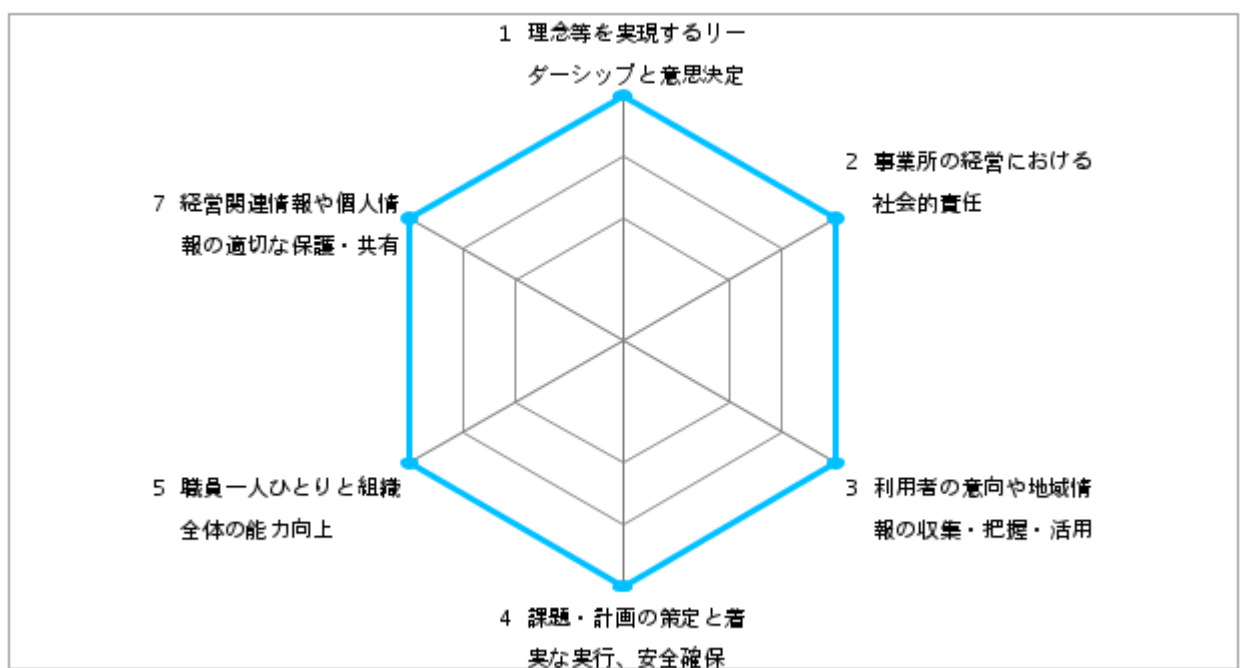 1 理念等を実現するリー
ダーシップと意思決定
2 事業所の経営における
社会的責任
3 利用者の意向や地域情
報の収集・把握・活用
4 課題・計画の策定と着
実な実行、安全確保
5 職員一人ひとりと組織
全体の能力向上
7 経営関連情報や個人情
報の適切な保護・共有